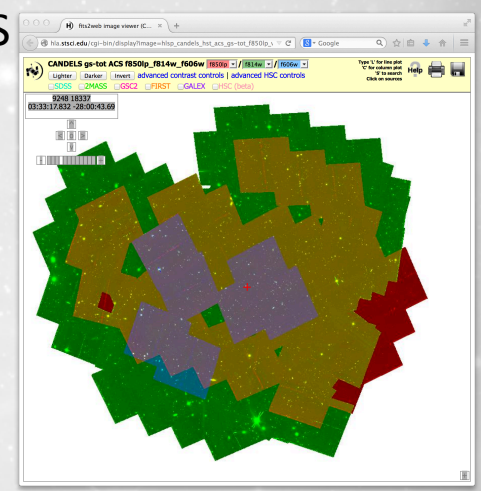 S
fits2web image viewer (C...
hla.stsci.edu/cgi-bin/display?image=hlsp_candels_hst_acs_gs-tot_f850lp_v
Google
CANDELS gs-tot ACS f850lp_f814w_f606w f850lp / f814w / f606w
Type 'L' for line plot
'C' for column plot
'S' to search
Click on sources
Help
Lighter Darker Invert advanced contrast controls | advanced HSC controls
SDSS 2MASS GSC2 FIRST GALEX HSC (beta)
9248 18337
03:33:17.832 -28:00:43.69